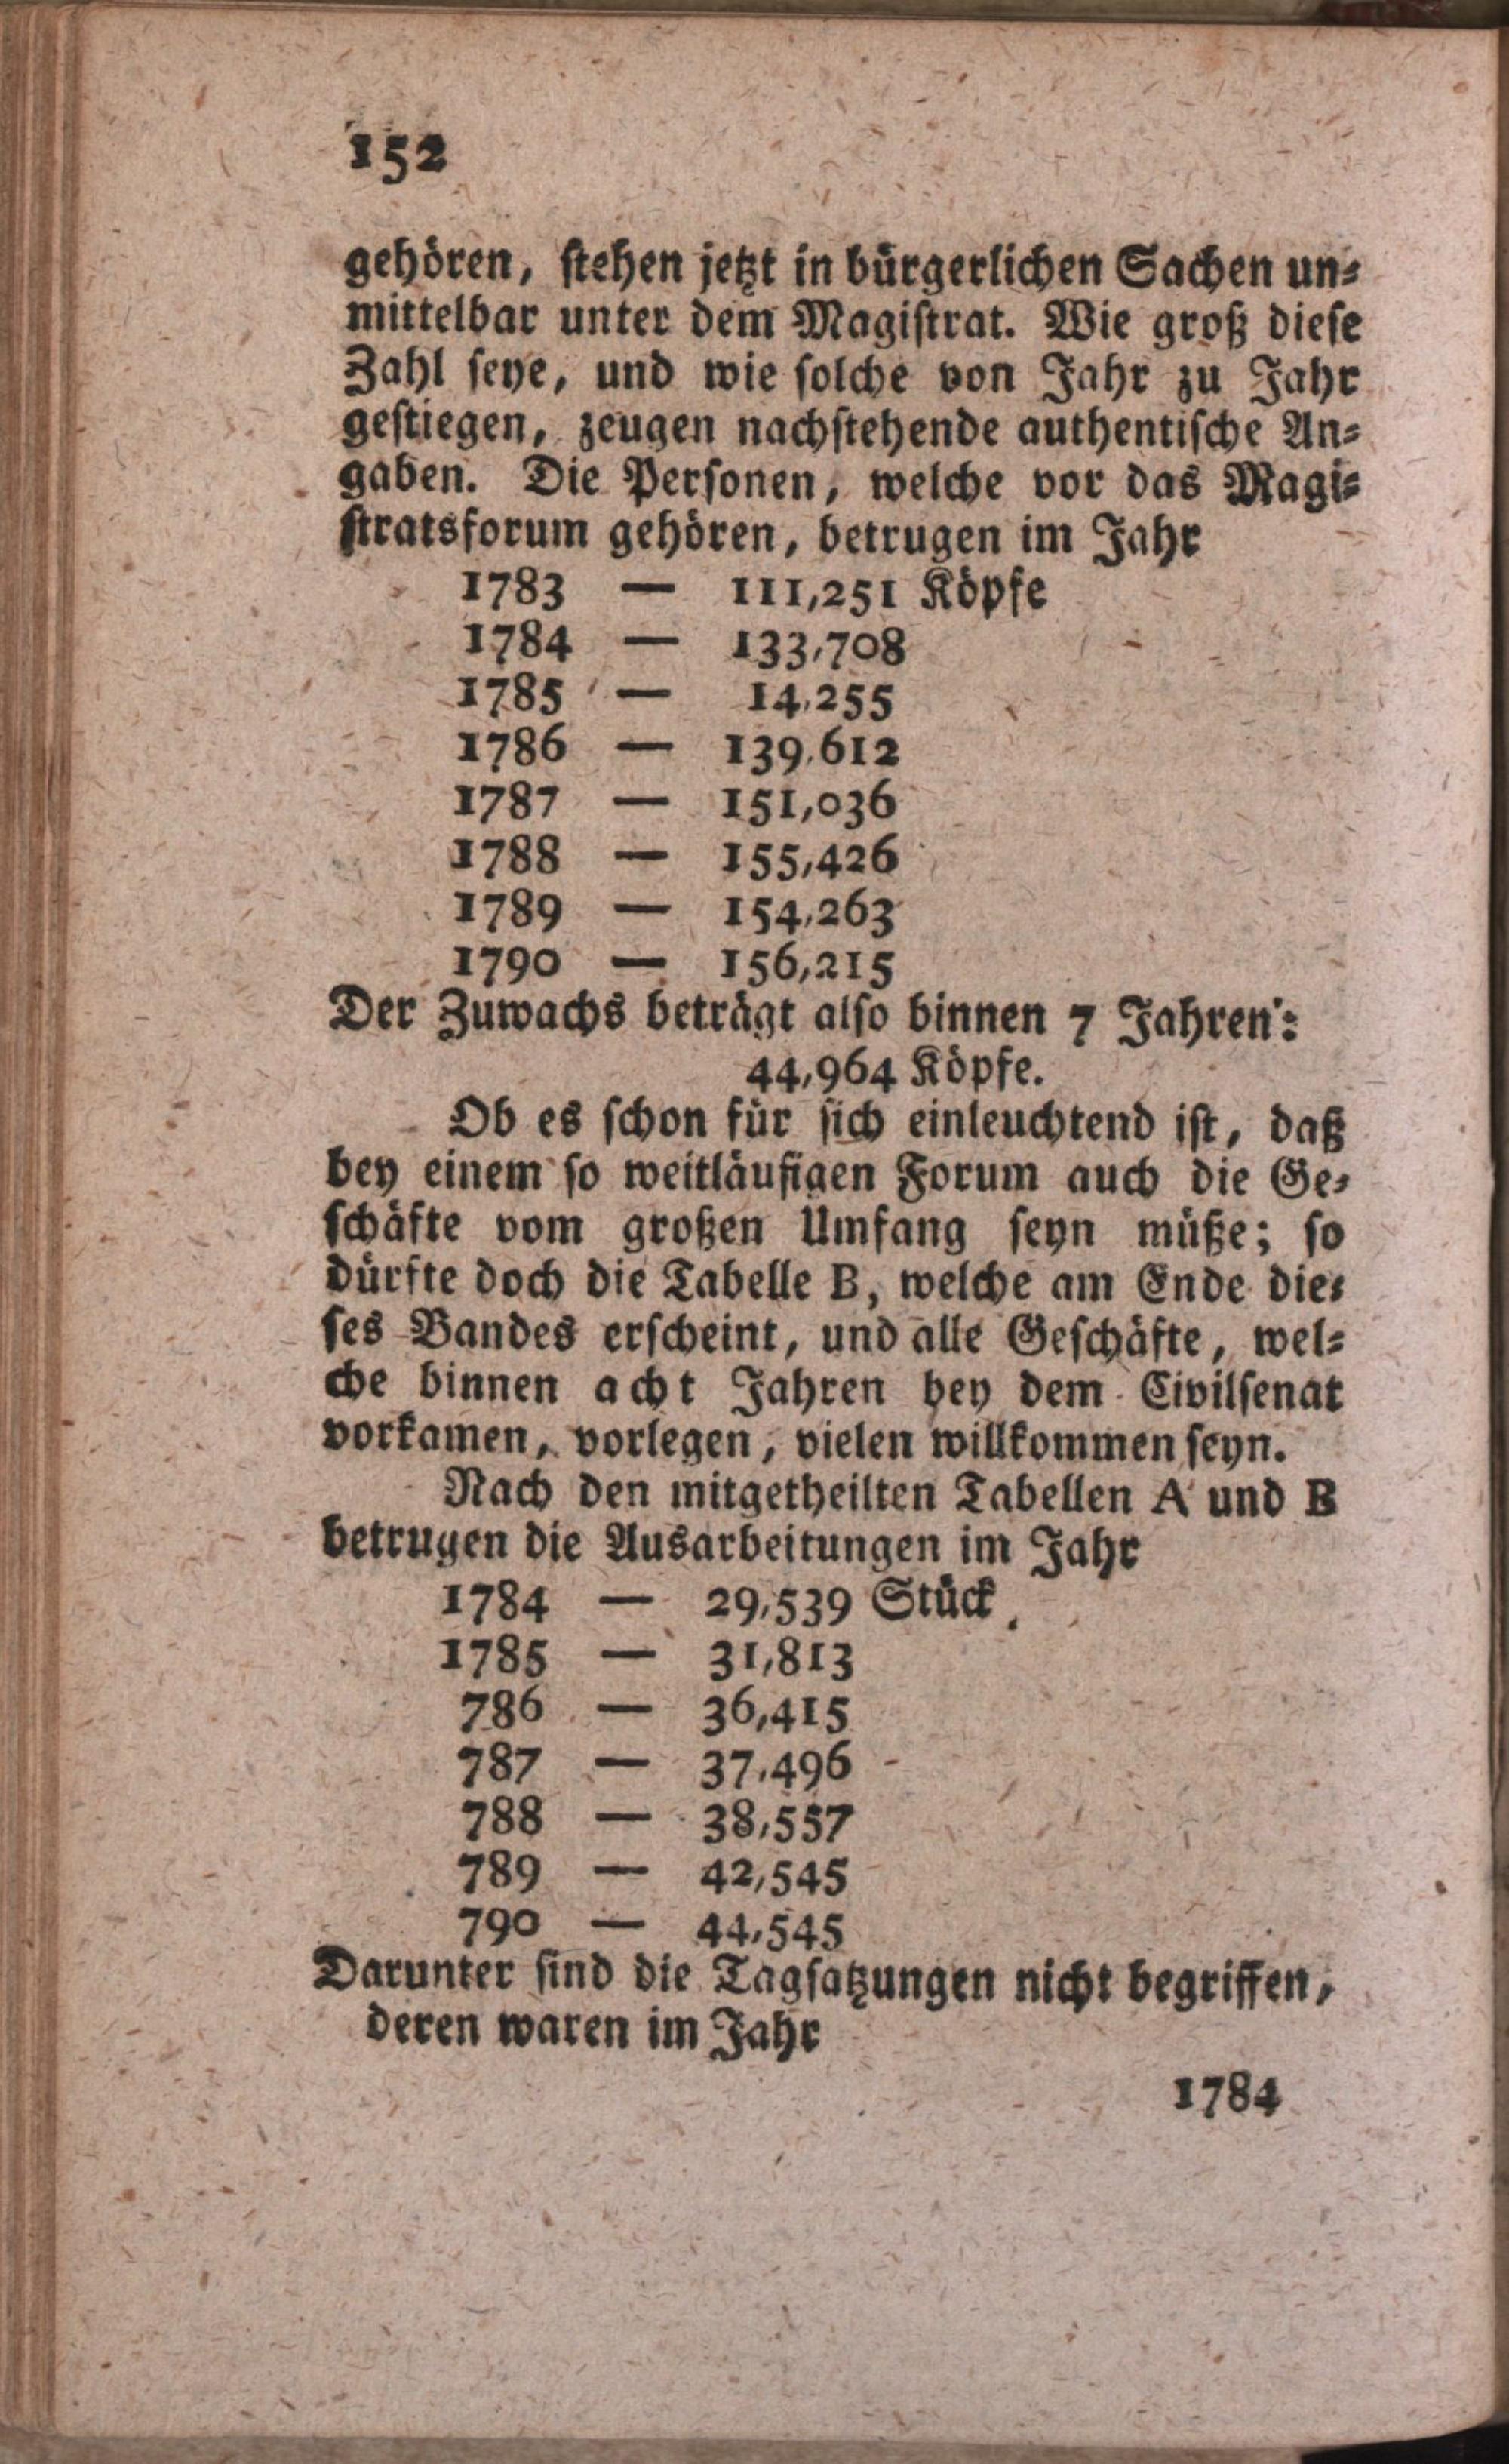 152
gehören, stehen jetzt in bürgerlichen Sachen un-
mittelbar unter dem Magistrat. Wie groß diese
Zahl seye, und wie solche von Jahr zu Jahr
gestiegen, zeugen nachstehende authentische An-
gaben. Die Personen, welche vor das Magi-
stratsforum gehören, betrugen im Jahr
1783 — 111,251 Köpfe
1784 — 133,708
1785 — 14,255
1786 — 139,612
1787 — 151,036
1788 — 155,426
1789 — 154,263
1790 — 156,215
Der Zuwachs beträgt also binnen 7 Jahren:
44,964 Köpfe.
Ob es schon für sich einleuchtend ist, daß
bey einem so weitläufigen Forum auch die Ge-
schäfte vom großen Umfang seyn müße; so
dürfte doch die Tabelle B, welche am Ende die-
ses Bandes erscheint, und alle Geschäfte, wel-
che binnen acht Jahren bey dem Civilsenat
vorkamen, vorlegen, vielen willkommen seyn.
Nach den mitgetheilten Tabellen A und B
betrugen die Ausarbeitungen im Jahr
1784 — 29,539 Stück.
1785 — 31,813
786 — 36,415
787 — 37,496
788 — 38,557
789 — 42,545
790 — 44,545
Darunter sind die Tagsatzungen nicht begriffen,
deren waren im Jahr
1784